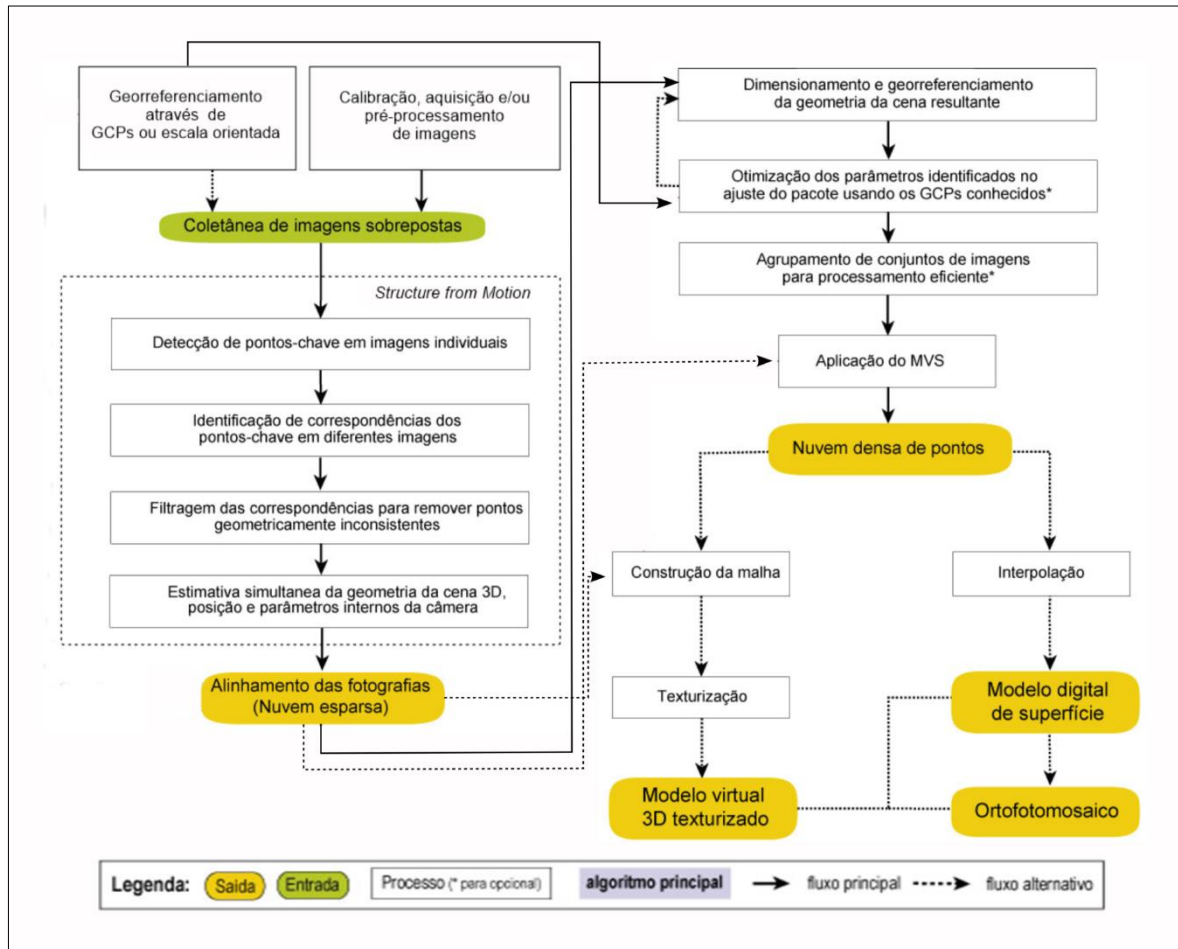 Georreferenciamento
através de
GCPs ou escala orientada
Calibração, aquisição e/ou
pré-processamento
de imagens
Coletânea de imagens sobrepostas
Structure from Motion
Detecção de pontos-chave em imagens individuais
Identificação de correspondências dos
pontos-chave em diferentes imagens
Filtragem das correspondências para remover pontos
geometricamente inconsistentes
Estimativa simultanea da geometria da cena 3D,
posição e parâmetros internos da câmera
Alinhamento das fotografias
(Nuvem esparsa)
Dimensionamento e georreferenciamento
da geometria da cena resultante
Otimização dos parâmetros identificados no
ajuste do pacote usando os GCPs conhecidos*
Agrupamento de conjuntos de imagens
para processamento eficiente*
Aplicação do MVS
Nuvem densa de pontos
Construção da malha
Interpolação
Texturização
Modelo digital
de superfície
Modelo virtual
3D texturizado
Ortofotomosaico
Legenda: Saida Entrada Processo (* para opcional) algoritmo principal fluxo principal fluxo alternativo